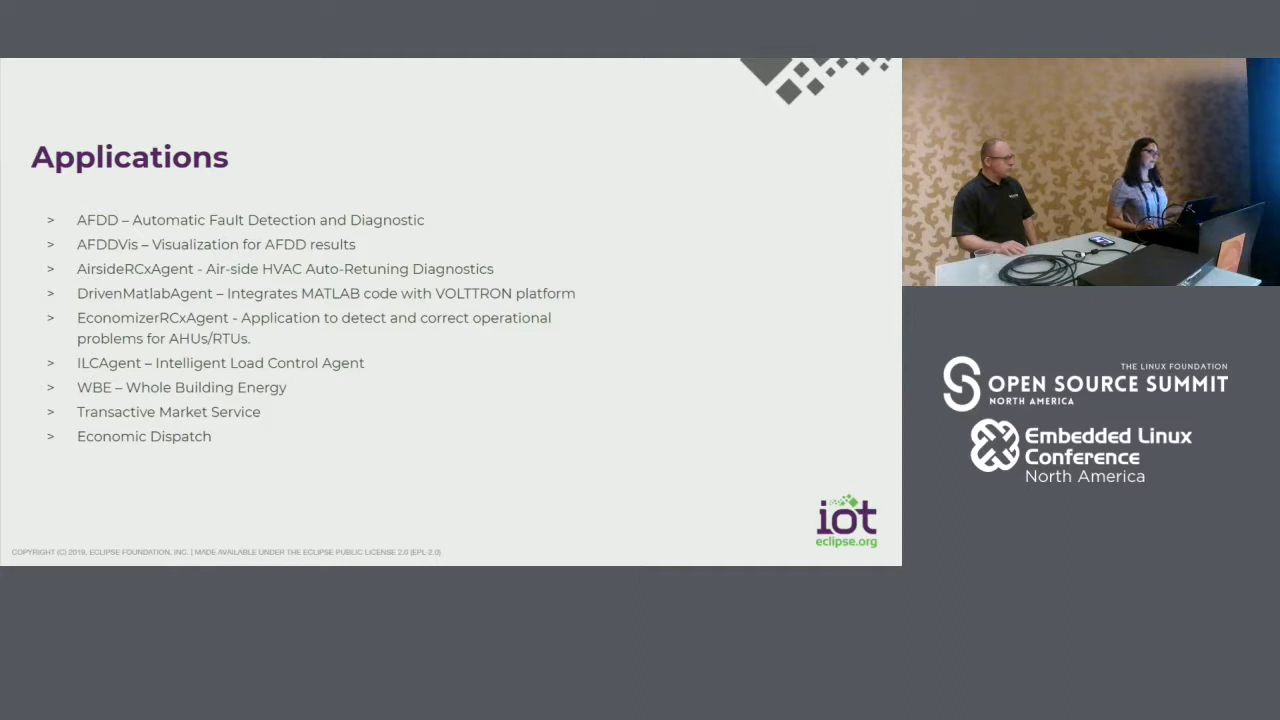 Applications
> AFDD – Automatic Fault Detection and Diagnostic
> AFDDVis – Visualization for AFDD results
> AirsideRCxAgent - Air-side HVAC Auto-Retuning Diagnostics
> DrivenMatlabAgent – Integrates MATLAB code with VOLTTRON platform
> EconomizerRCxAgent - Application to detect and correct operational
problems for AHUs/RTUs.
> ILCAgent – Intelligent Load Control Agent
> WBE – Whole Building Energy
> Transactive Market Service
> Economic Dispatch
iot
eclipse.org
COPYRIGHT (C) 2019, ECLIPSE FOUNDATION, INC. | MADE AVAILABLE UNDER THE ECLIPSE PUBLIC LICENSE 2.0 (EPL-2.0)
THE LINUX FOUNDATION
OPEN SOURCE SUMMIT
NORTH AMERICA
Embedded Linux
Conference
North America